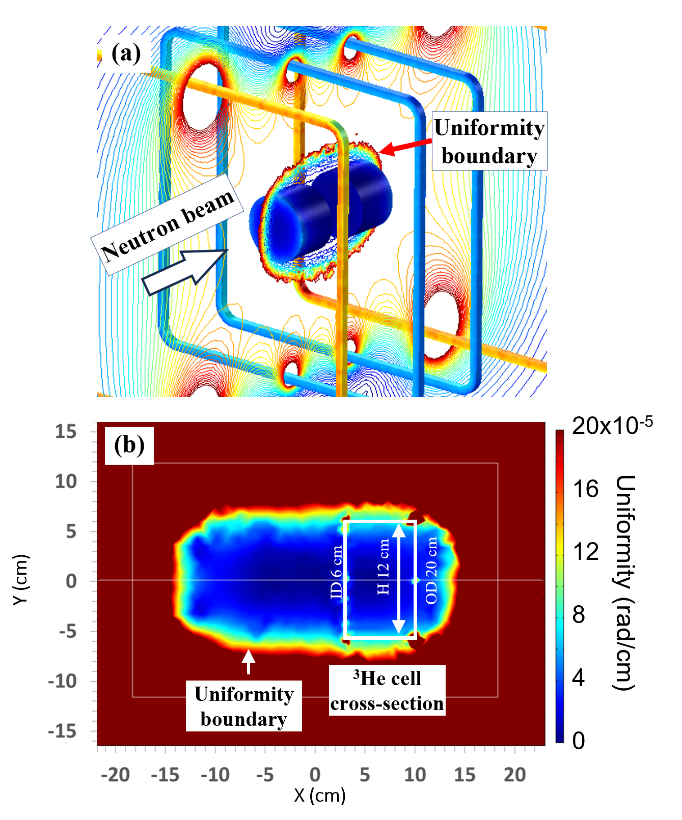 (a)
Uniformity
boundary
Neutron beam
(b)
20x10-5
16
12
8
4
0
Uniformity (rad/cm)
15
10
5
0
-5
-10
-15
Y (cm)
ID 6 cm
H 12 cm
OD 20 cm
3He cell
cross-section
Uniformity
boundary
-20 -15 -10 -5 0 5 10 15 20
X (cm)